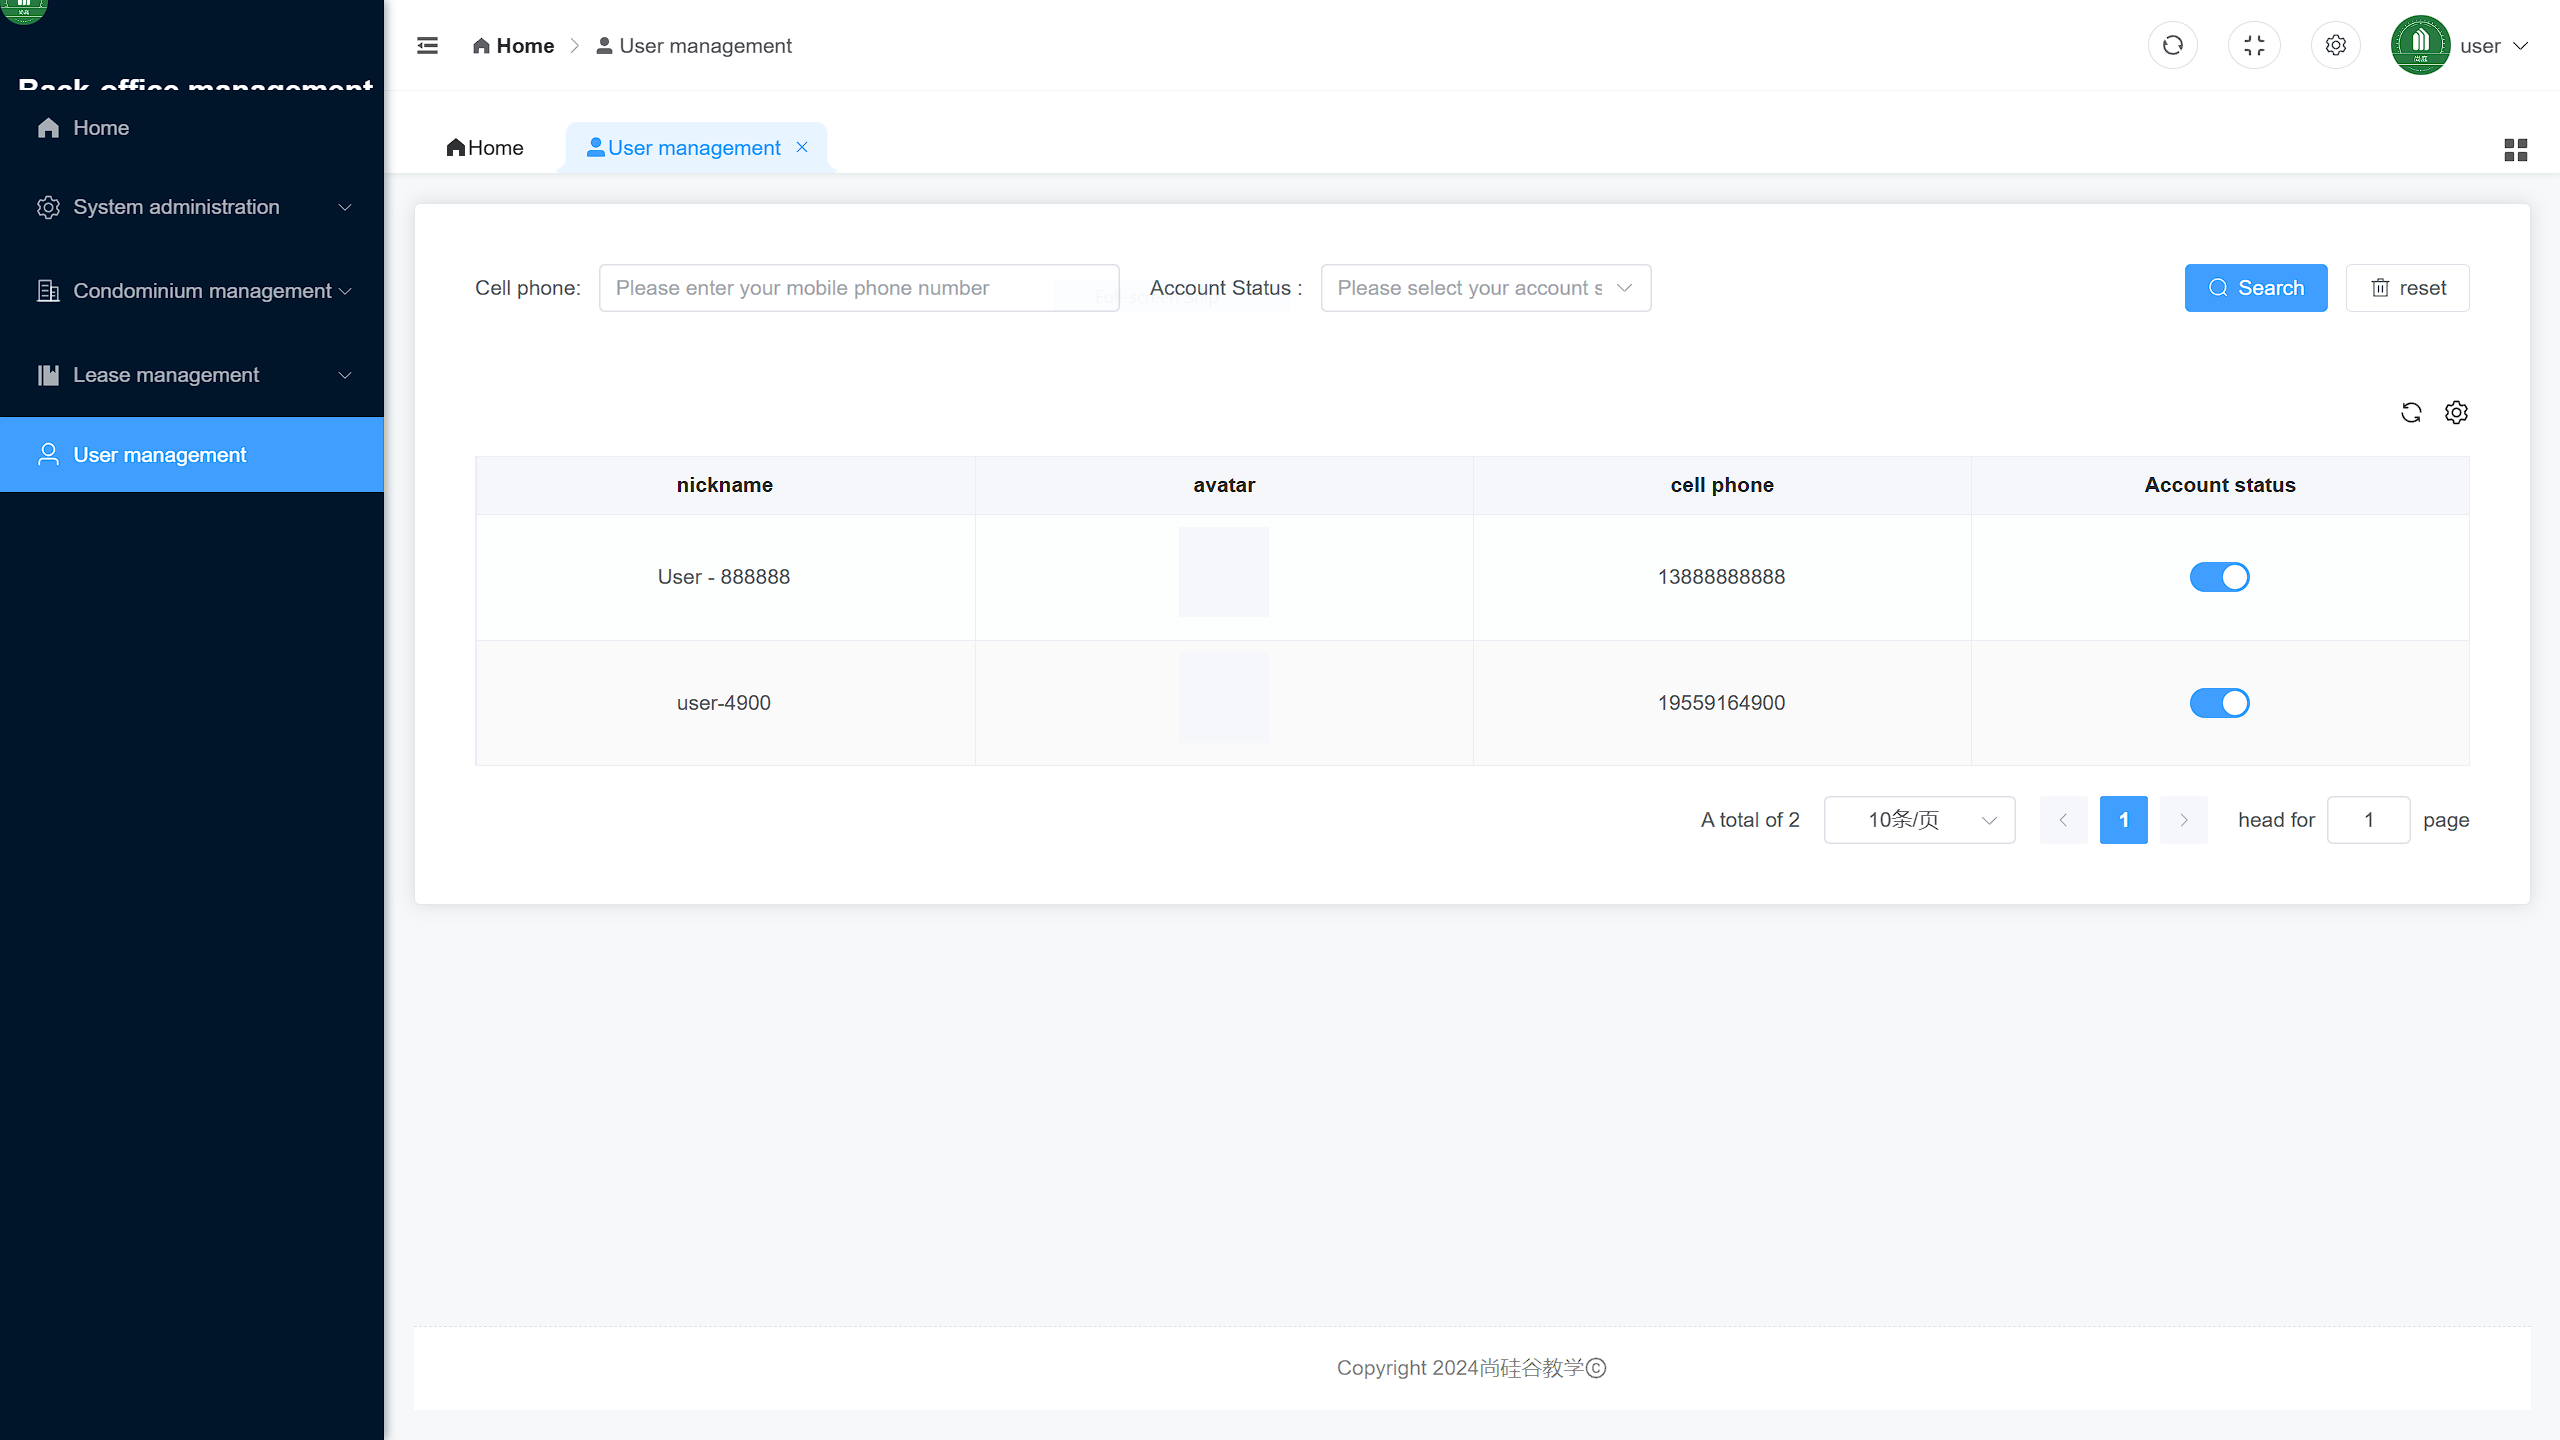 Back-office management
Home
System administration
Condominium management
Lease management
User management
Home
User management
user
Home
User management
Cell phone:
Please enter your mobile phone number
Account Status :
Please select your account s
Search
reset
nickname
avatar
cell phone
Account status
User - 888888
13888888888
user-4900
19559164900
A total of 2
10条/页
1
head for
1
page
Copyright 2024尚硅谷教学ⓒ